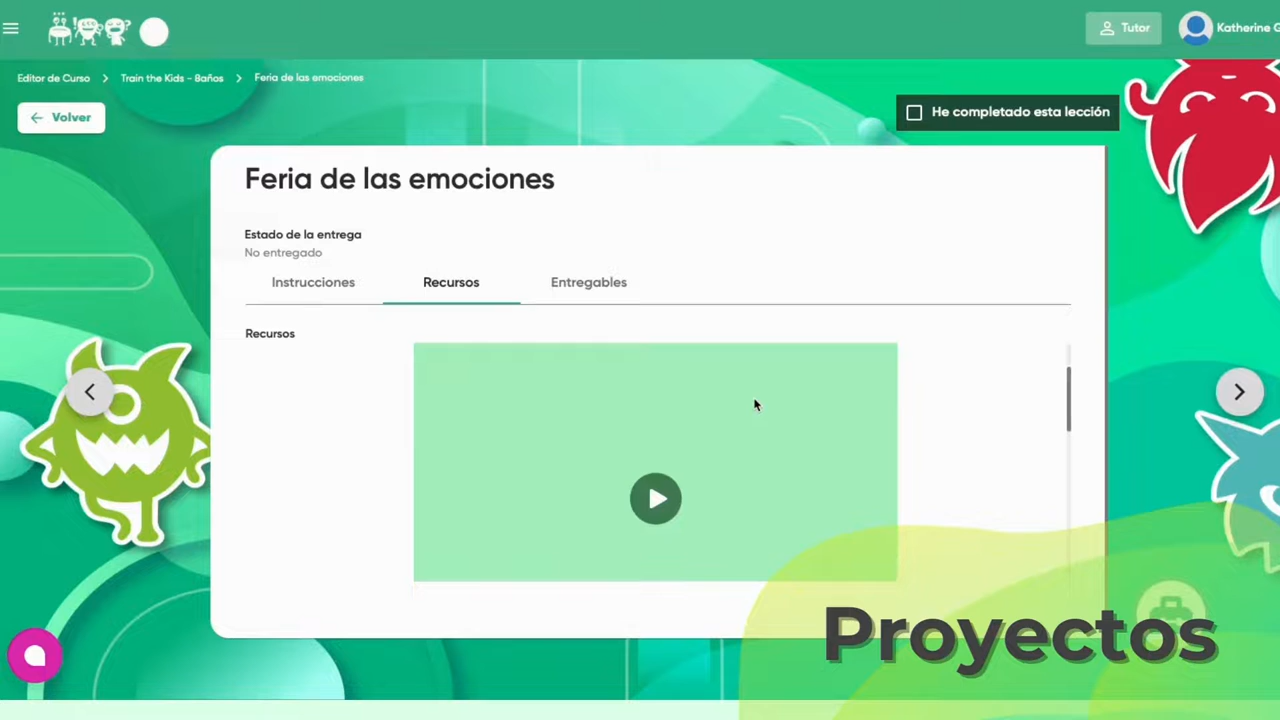 Tutor
Katherine G
Editor de Curso > Train the Kids - 8años > Feria de las emociones
← Volver
He completado esta lección
Feria de las emociones
Estado de la entrega
No entregado
Instrucciones Recursos Entregables
Recursos
Proyectos